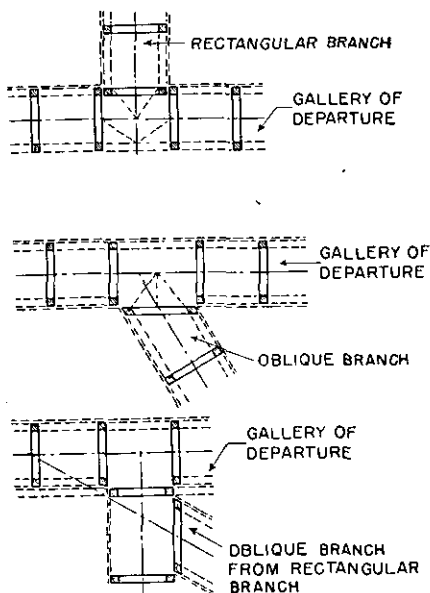 RECTANGULAR BRANCH
GALLERY OF
DEPARTURE
GALLERY OF
DEPARTURE
OBLIQUE BRANCH
GALLERY OF
DEPARTURE
OBLIQUE BRANCH
FROM RECTANGULAR
BRANCH